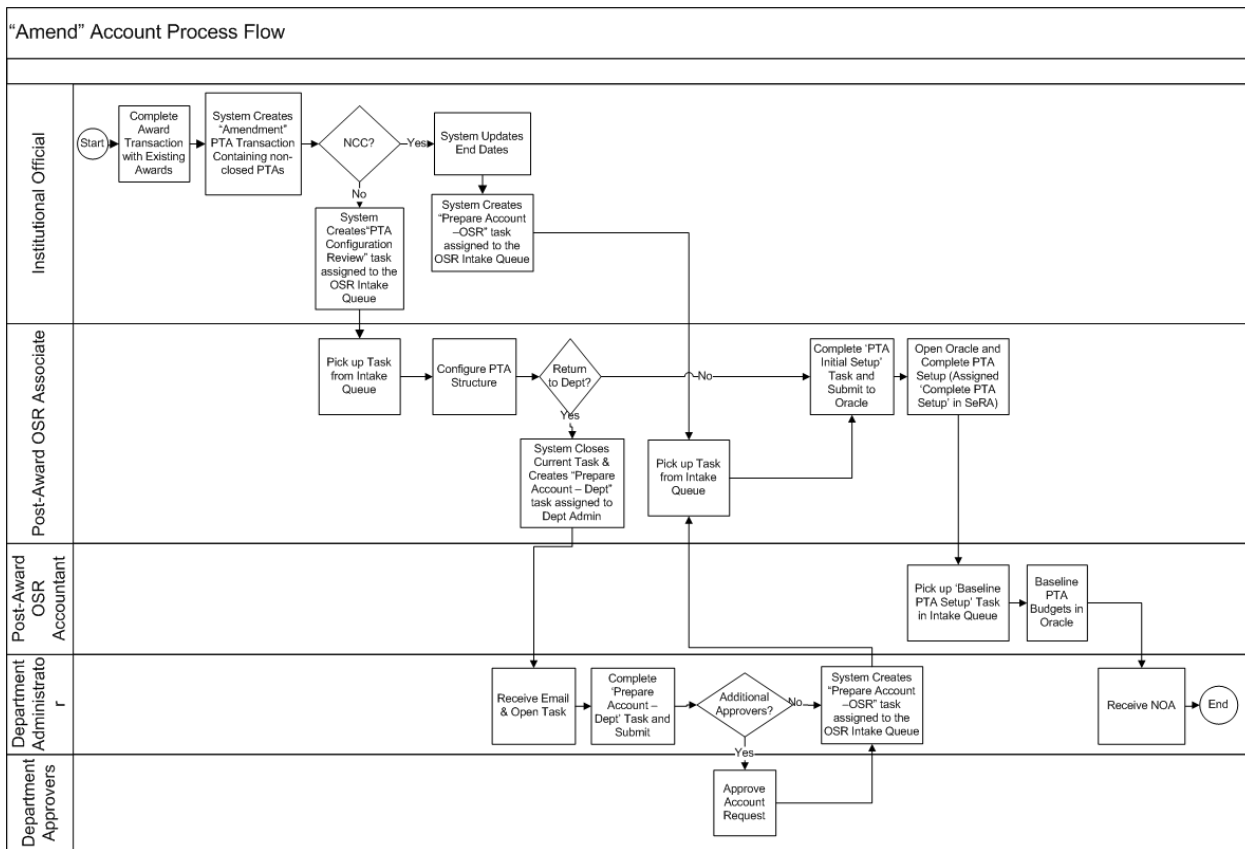 “Amend” Account Process Flow
Institutional Official
Start
Complete
Award
Transaction
with Existing
Awards
System Creates
“Amendment”
PTA Transaction
Containing non-
closed PTAs
NCC?
Yes
System Updates
End Dates
No
System
Creates“PTA
Configuration
Review” task
assigned to the
OSR Intake
Queue
System Creates
“Prepare Account
–OSR” task
assigned to the
OSR Intake Queue
Post-Award OSR Associate
Pick up Task
from Intake
Queue
Configure PTA
Structure
Return
to Dept?
No
Yes
System Closes
Current Task &
Creates “Prepare
Account – Dept”
task assigned to
Dept Admin
Pick up Task
from Intake
Queue
Complete ‘PTA
Initial Setup’
Task and
Submit to
Oracle
Open Oracle and
Complete PTA
Setup (Assigned
‘Complete PTA
Setup’ in SeRA)
Post-Award
OSR
Accountant
Pick up ‘Baseline
PTA Setup’ Task
in Intake Queue
Baseline
PTA
Budgets in
Oracle
Department
Administrato
r
Receive Email
& Open Task
Complete
‘Prepare
Account –
Dept’ Task and
Submit
Additional
Approvers?
No
Yes
System Creates
“Prepare Account
–OSR” task
assigned to the
OSR Intake Queue
Receive NOA
End
Department
Approvers
Approve
Account
Request